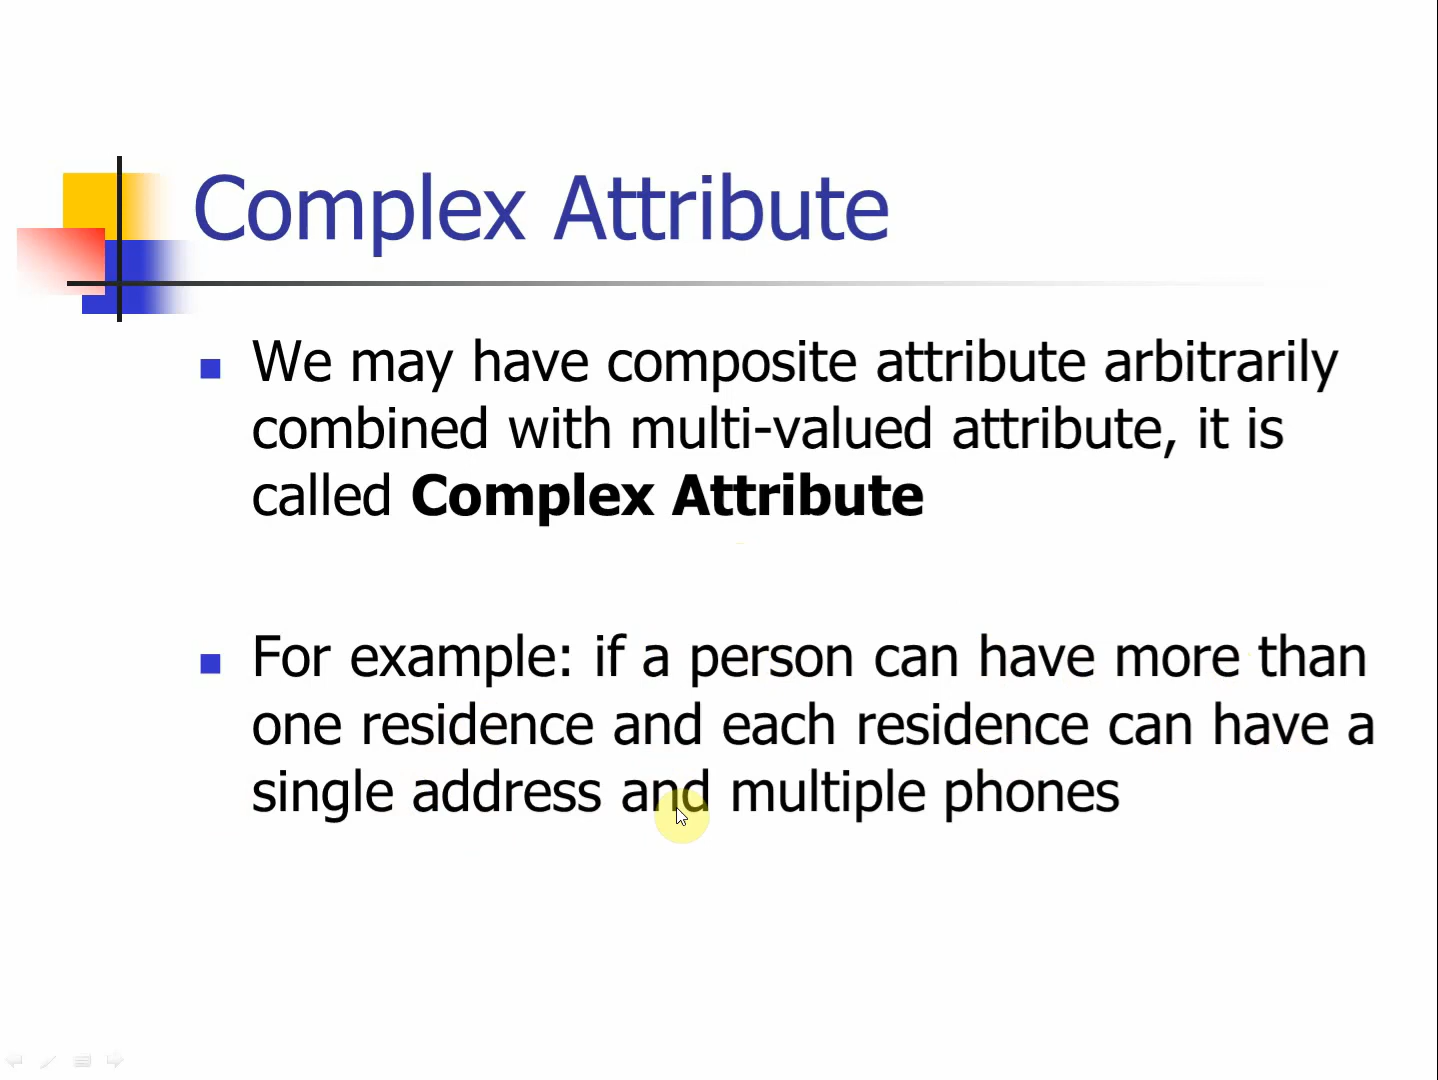 Complex Attribute
We may have composite attribute arbitrarily
combined with multi-valued attribute, it is
called Complex Attribute
For example: if a person can have more than
one residence and each residence can have a
single address and multiple phones